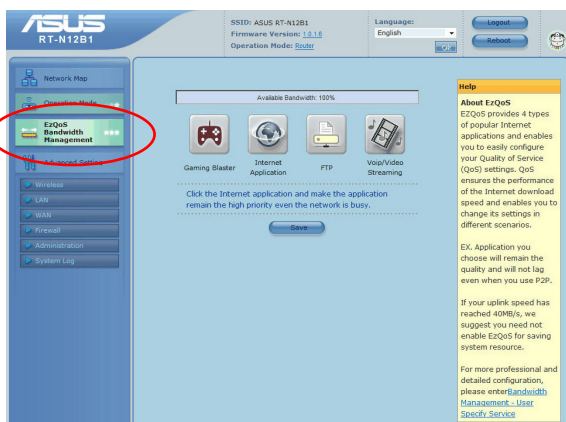 ASUS
RT-N12B1
SSID: ASUS RT-N12B1
Firmware Version: 1.0.1.6
Operation Mode: Router
Language:
English
OK
Logout
Reboot
Network Map
Operation Mode
EzQoS
Bandwidth
Management
Advanced Setting
Wireless
LAN
WAN
Firewall
Administration
System Log
Available Bandwidth: 100%
Gaming Blaster
Internet
Application
FTP
Voip/Video
Streaming
Click the Internet application and make the application
remain the high priority even the network is busy.
Save
Help
About EzQoS
EZQoS provides 4 types
of popular Internet
applications and enables
you to easily configure
your Quality of Service
(QoS) settings. QoS
ensures the performance
of the Internet download
speed and enables you to
change its settings in
different scenarios.
EX. Application you
choose will remain the
quality and will not lag
even when you use P2P.
If your uplink speed has
reached 40MB/s, we
suggest you need not
enable EzQoS for saving
system resource.
For more professional and
detailed configuration,
please enterBandwidth
Management - User
Specify Service